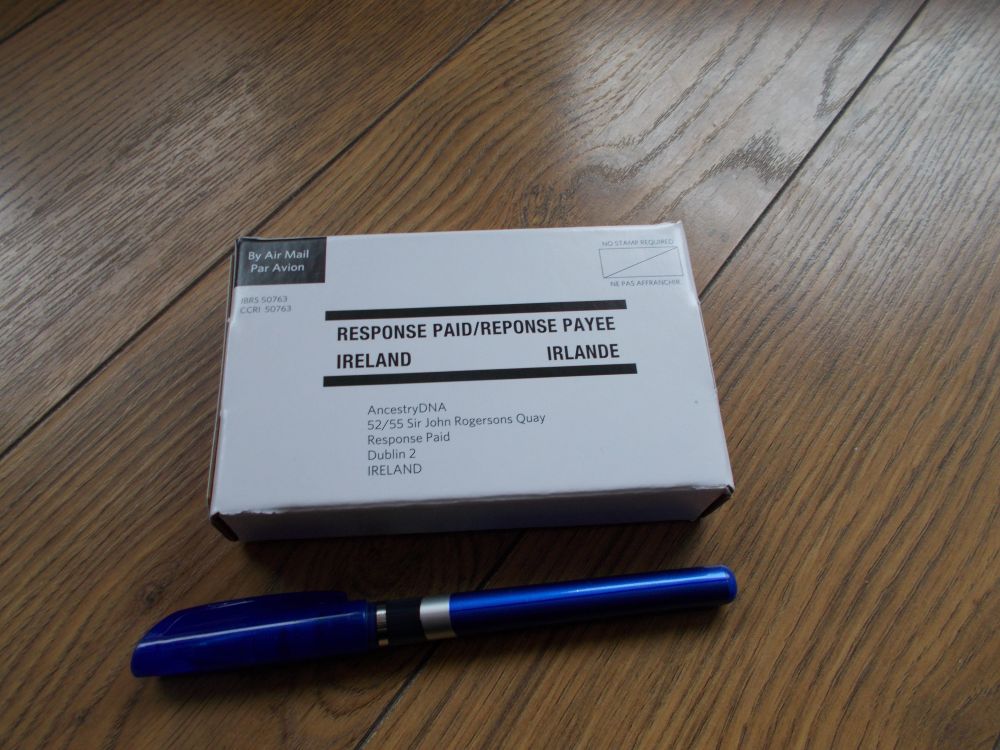 By Air Mail
Par Avion
NO STAMP REQUIRED
NE PAS AFFRANCHIR
IBRS 50763
CCRI 50763
RESPONSE PAID/REPONSE PAYEE
IRELAND IRLANDE
AncestryDNA
52/55 Sir John Rogersons Quay
Response Paid
Dublin 2
IRELAND